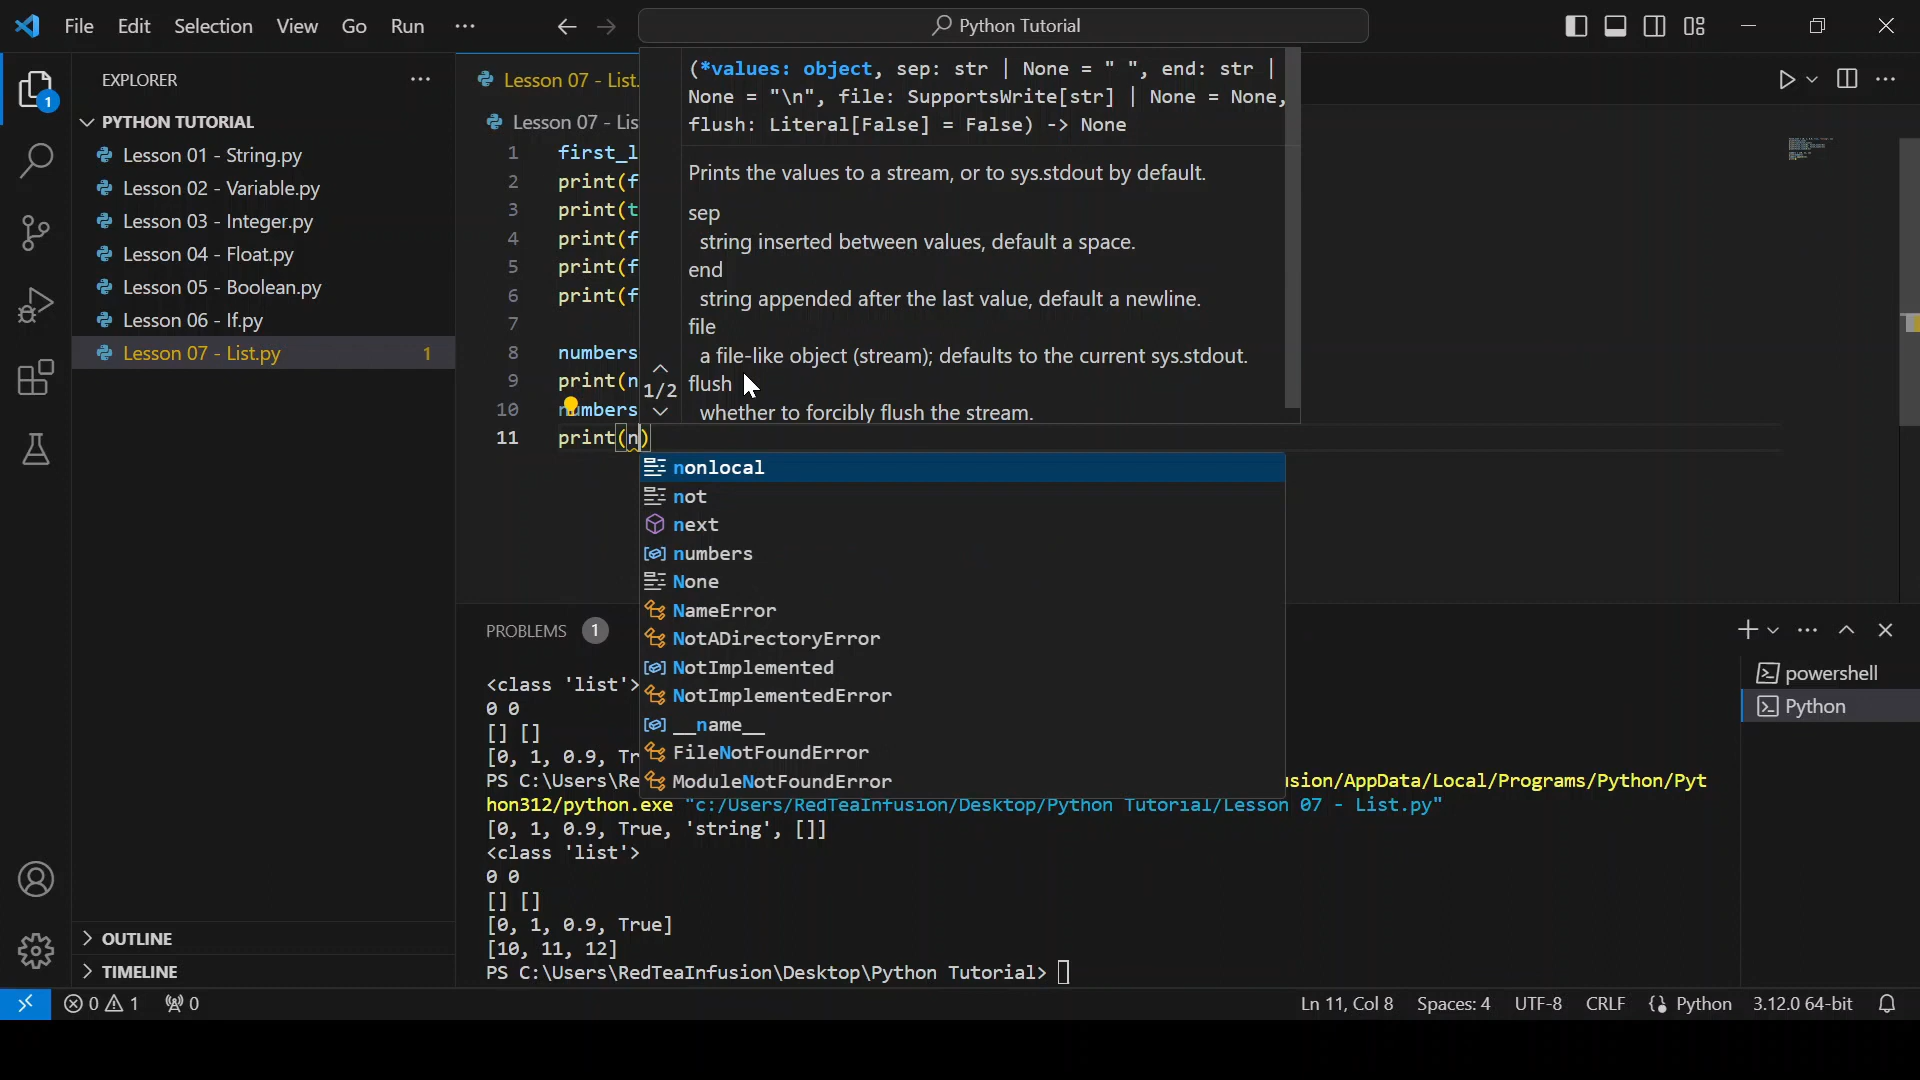 File Edit Selection View Go Run ···
Python Tutorial
EXPLORER
1
PYTHON TUTORIAL
Lesson 01 - String.py
Lesson 02 - Variable.py
Lesson 03 - Integer.py
Lesson 04 - Float.py
Lesson 05 - Boolean.py
Lesson 06 - If.py
Lesson 07 - List.py 1
OUTLINE
TIMELINE
Lesson 07 - List.
Lesson 07 - Lis
1 first_l
2 print(f
3 print(t
4 print(f
5 print(f
6 print(f
7
8 numbers
9 print(n
10 numbers
11 print(n)
(*values: object, sep: str | None = " ", end: str |
None = "\n", file: SupportsWrite[str] | None = None,
flush: Literal[False] = False) -> None
Prints the values to a stream, or to sys.stdout by default.
sep
string inserted between values, default a space.
end
string appended after the last value, default a newline.
file
a file-like object (stream); defaults to the current sys.stdout.
flush
whether to forcibly flush the stream.
1/2
nonlocal
not
next
numbers
None
NameError
NotADirectoryError
NotImplemented
NotImplementedError
__name__
FileNotFoundError
ModuleNotFoundError
PROBLEMS 1
<class 'list'>
0 0
[] []
[0, 1, 0.9, Tr
PS C:\Users\Re sion/AppData/Local/Programs/Python/Pyt
hon312/python.exe "c:/Users/RedTeaInfusion/Desktop/Python Tutorial/Lesson 07 - List.py"
[0, 1, 0.9, True, 'string', []]
<class 'list'>
0 0
[] []
[0, 1, 0.9, True]
[10, 11, 12]
PS C:\Users\RedTeaInfusion\Desktop\Python Tutorial>
powershell
Python
0 1 0
Ln 11, Col 8 Spaces: 4 UTF-8 CRLF Python 3.12.0 64-bit